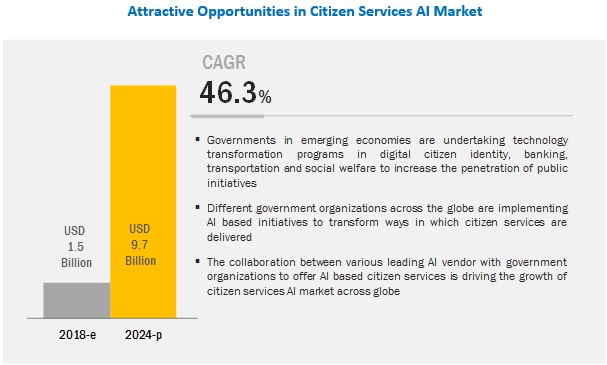 Attractive Opportunities in Citizen Services AI Market
CAGR
46.3%
▪ Governments in emerging economies are undertaking technology
transformation programs in digital citizen identity, banking,
transportation and social welfare to increase the penetration of public
initiatives
▪ Different government organizations across the globe are implementing
AI based initiatives to transform ways in which citizen services are
delivered
▪ The collaboration between various leading AI vendor with government
organizations to offer AI based citizen services is driving the growth of
citizen services AI market across globe
USD
1.5
Billion
USD
9.7
Billion
2018-e
2024-p